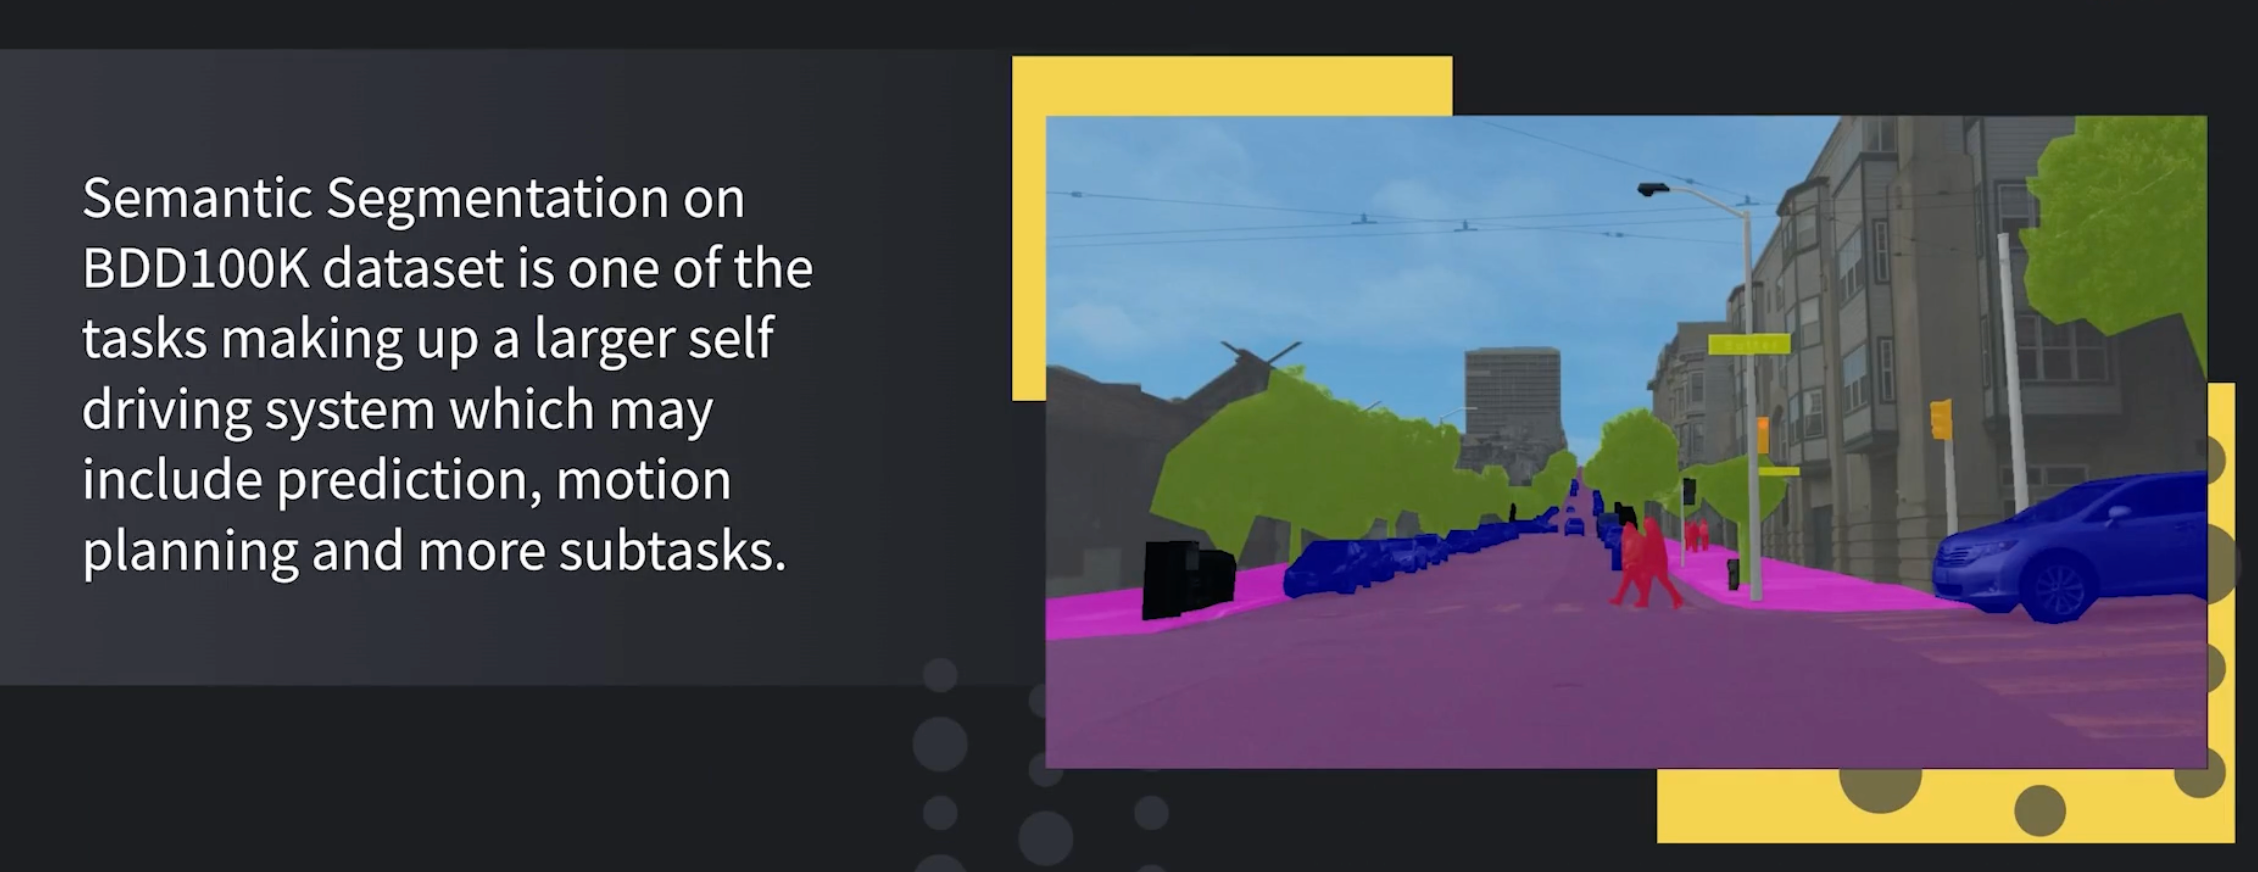 Semantic Segmentation on
BDD100K dataset is one of the
tasks making up a larger self
driving system which may
include prediction, motion
planning and more subtasks.
Sutter